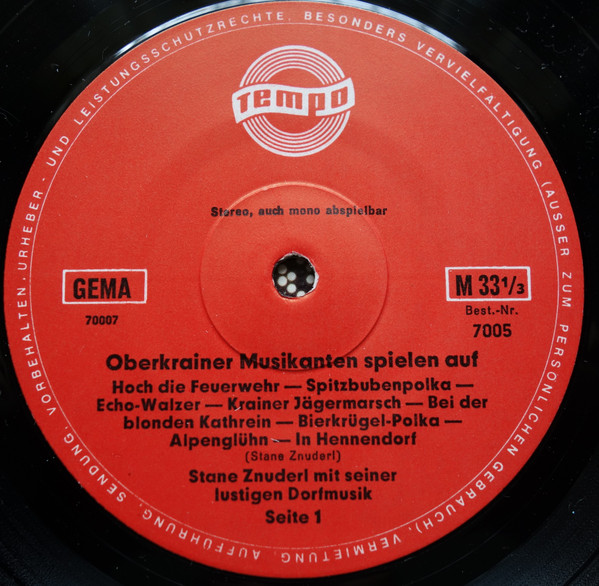 URHEBER- UND LEISTUNGSSCHUTZRECHTE. BESONDERS VERVIELFÄLTIGUNG (AUSSER ZUM PERSÖNLICHEN GEBRAUCH), VERMIETUNG, AUFFÜHRUNG, SENDUNG, VORBEHALTEN.
Tempo
Stereo, auch mono abspielbar
GEMA
70007
M 33 1/3
Best.-Nr.
7005
Oberkrainer Musikanten spielen auf
Hoch die Feuerwehr — Spitzbubenpolka —
Echo-Walzer — Krainer Jägermarsch — Bei der
blonden Kathrein — Bierkrügel-Polka —
Alpenglühn — In Hennendorf
(Stane Znuderl)
Stane Znuderl mit seiner
lustigen Dorfmusik
Seite 1